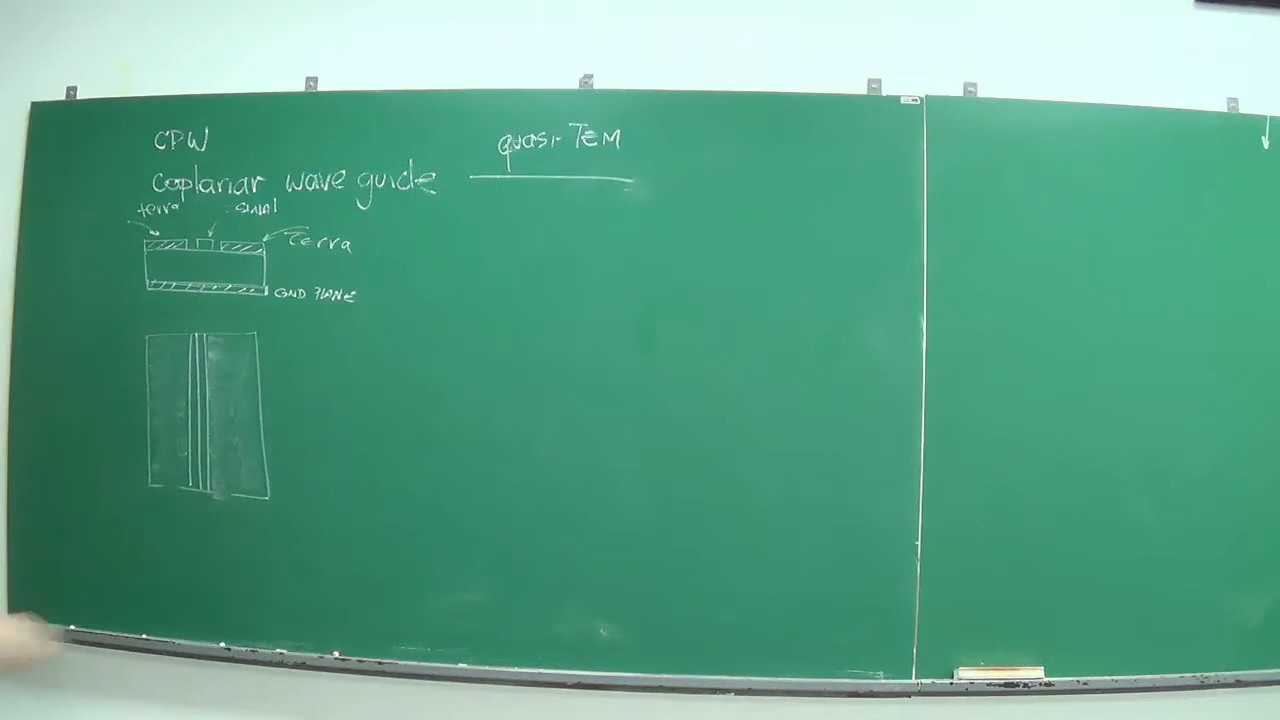 CPW
quasi-TEM
Coplanar wave guide
terra
sinal
Terra
GND PLANE